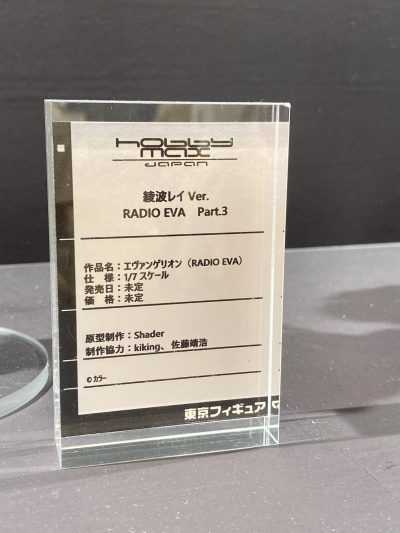 hobby
max
JAPAN
綾波レイ Ver.
RADIO EVA Part.3
作品名：エヴァンゲリオン（RADIO EVA）
仕　様：1/7 スケール
発売日：未定
価　格：未定
原型制作：Shader
制作協力：kiking、佐藤靖浩
©カラー
東京フィギュア